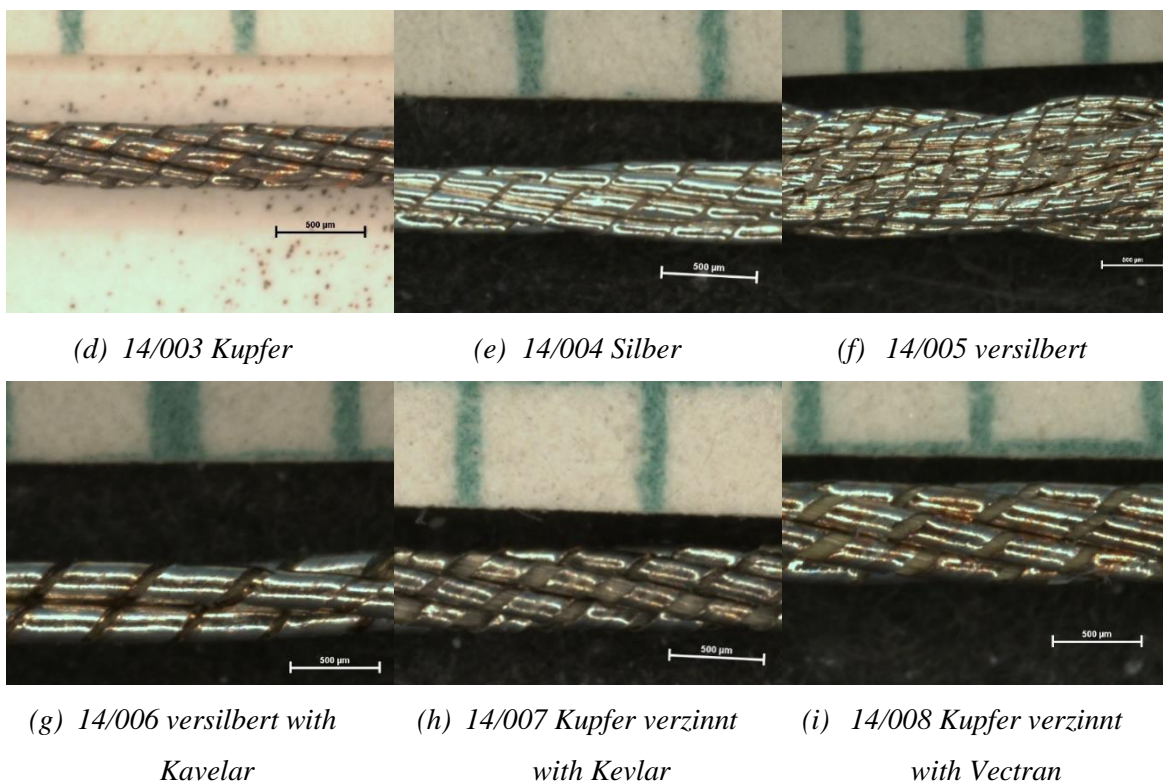 500 µm
500 µm
500 µm
(d) 14/003 Kupfer
(e) 14/004 Silber
(f) 14/005 versilbert
500 µm
500 µm
500 µm
(g) 14/006 versilbert with
Kavelar
(h) 14/007 Kupfer verzinnt
with Kevlar
(i) 14/008 Kupfer verzinnt
with Vectran